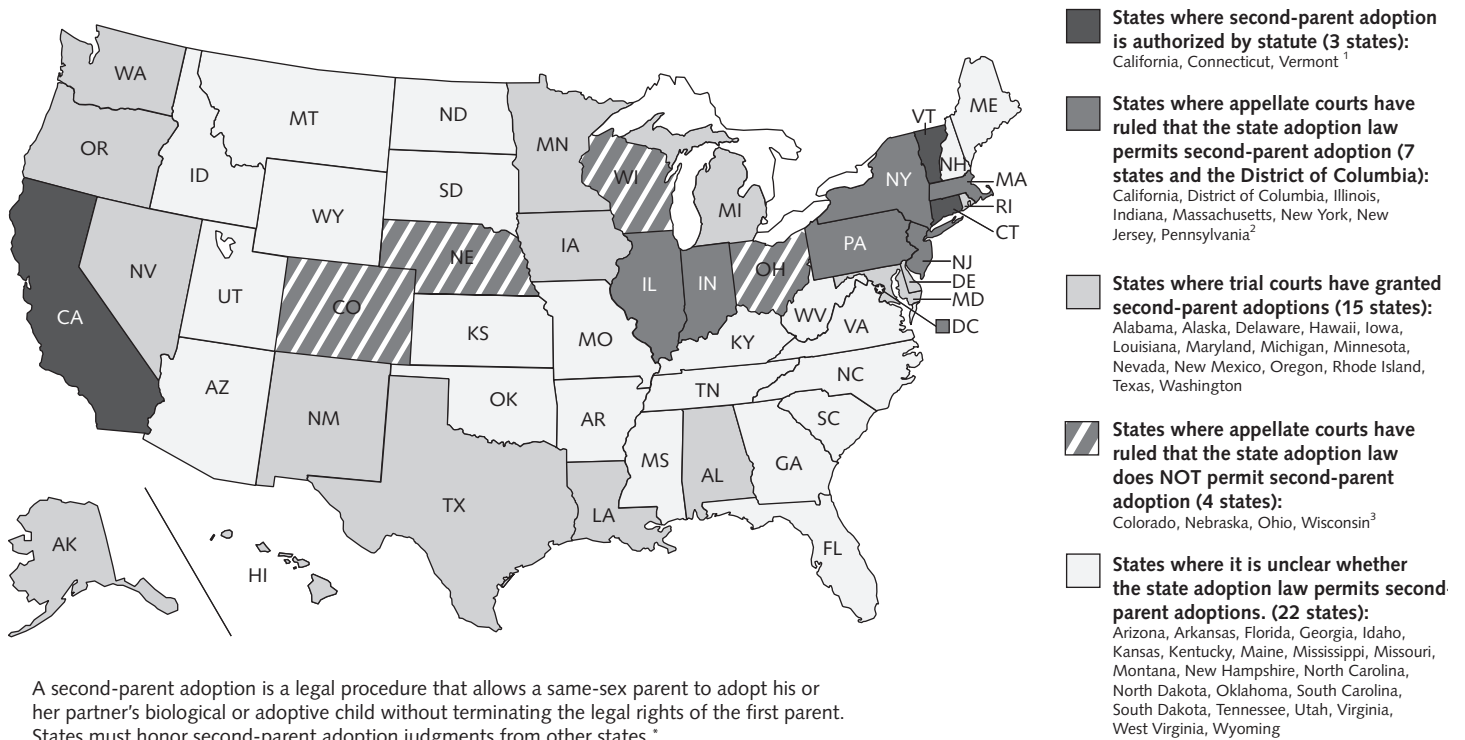 WA
OR
CA
NV
ID
MT
WY
UT
AZ
CO
NM
ND
SD
NE
KS
OK
TX
MN
IA
MO
AR
LA
WI
IL
MI
IN
OH
KY
TN
MS
AL
GA
FL
SC
NC
VA
WV
PA
NY
VT
NH
ME
MA
RI
CT
NJ
DE
MD
DC
AK
HI
A second-parent adoption is a legal procedure that allows a same-sex parent to adopt his or
her partner's biological or adoptive child without terminating the legal rights of the first parent.
States must honor second-parent adoption judgments from other states.*
States where second-parent adoption
is authorized by statute (3 states):
California, Connecticut, Vermont 1
States where appellate courts have
ruled that the state adoption law
permits second-parent adoption (7
states and the District of Columbia):
California, District of Columbia, Illinois,
Indiana, Massachusetts, New York, New
Jersey, Pennsylvania2
States where trial courts have granted
second-parent adoptions (15 states):
Alabama, Alaska, Delaware, Hawaii, Iowa,
Louisiana, Maryland, Michigan, Minnesota,
Nevada, New Mexico, Oregon, Rhode Island,
Texas, Washington
States where appellate courts have
ruled that the state adoption law
does NOT permit second-parent
adoption (4 states):
Colorado, Nebraska, Ohio, Wisconsin3
States where it is unclear whether
the state adoption law permits second-
parent adoptions. (22 states):
Arizona, Arkansas, Florida, Georgia, Idaho,
Kansas, Kentucky, Maine, Mississippi, Missouri,
Montana, New Hampshire, North Carolina,
North Dakota, Oklahoma, South Carolina,
South Dakota, Tennessee, Utah, Virginia,
West Virginia, Wyoming